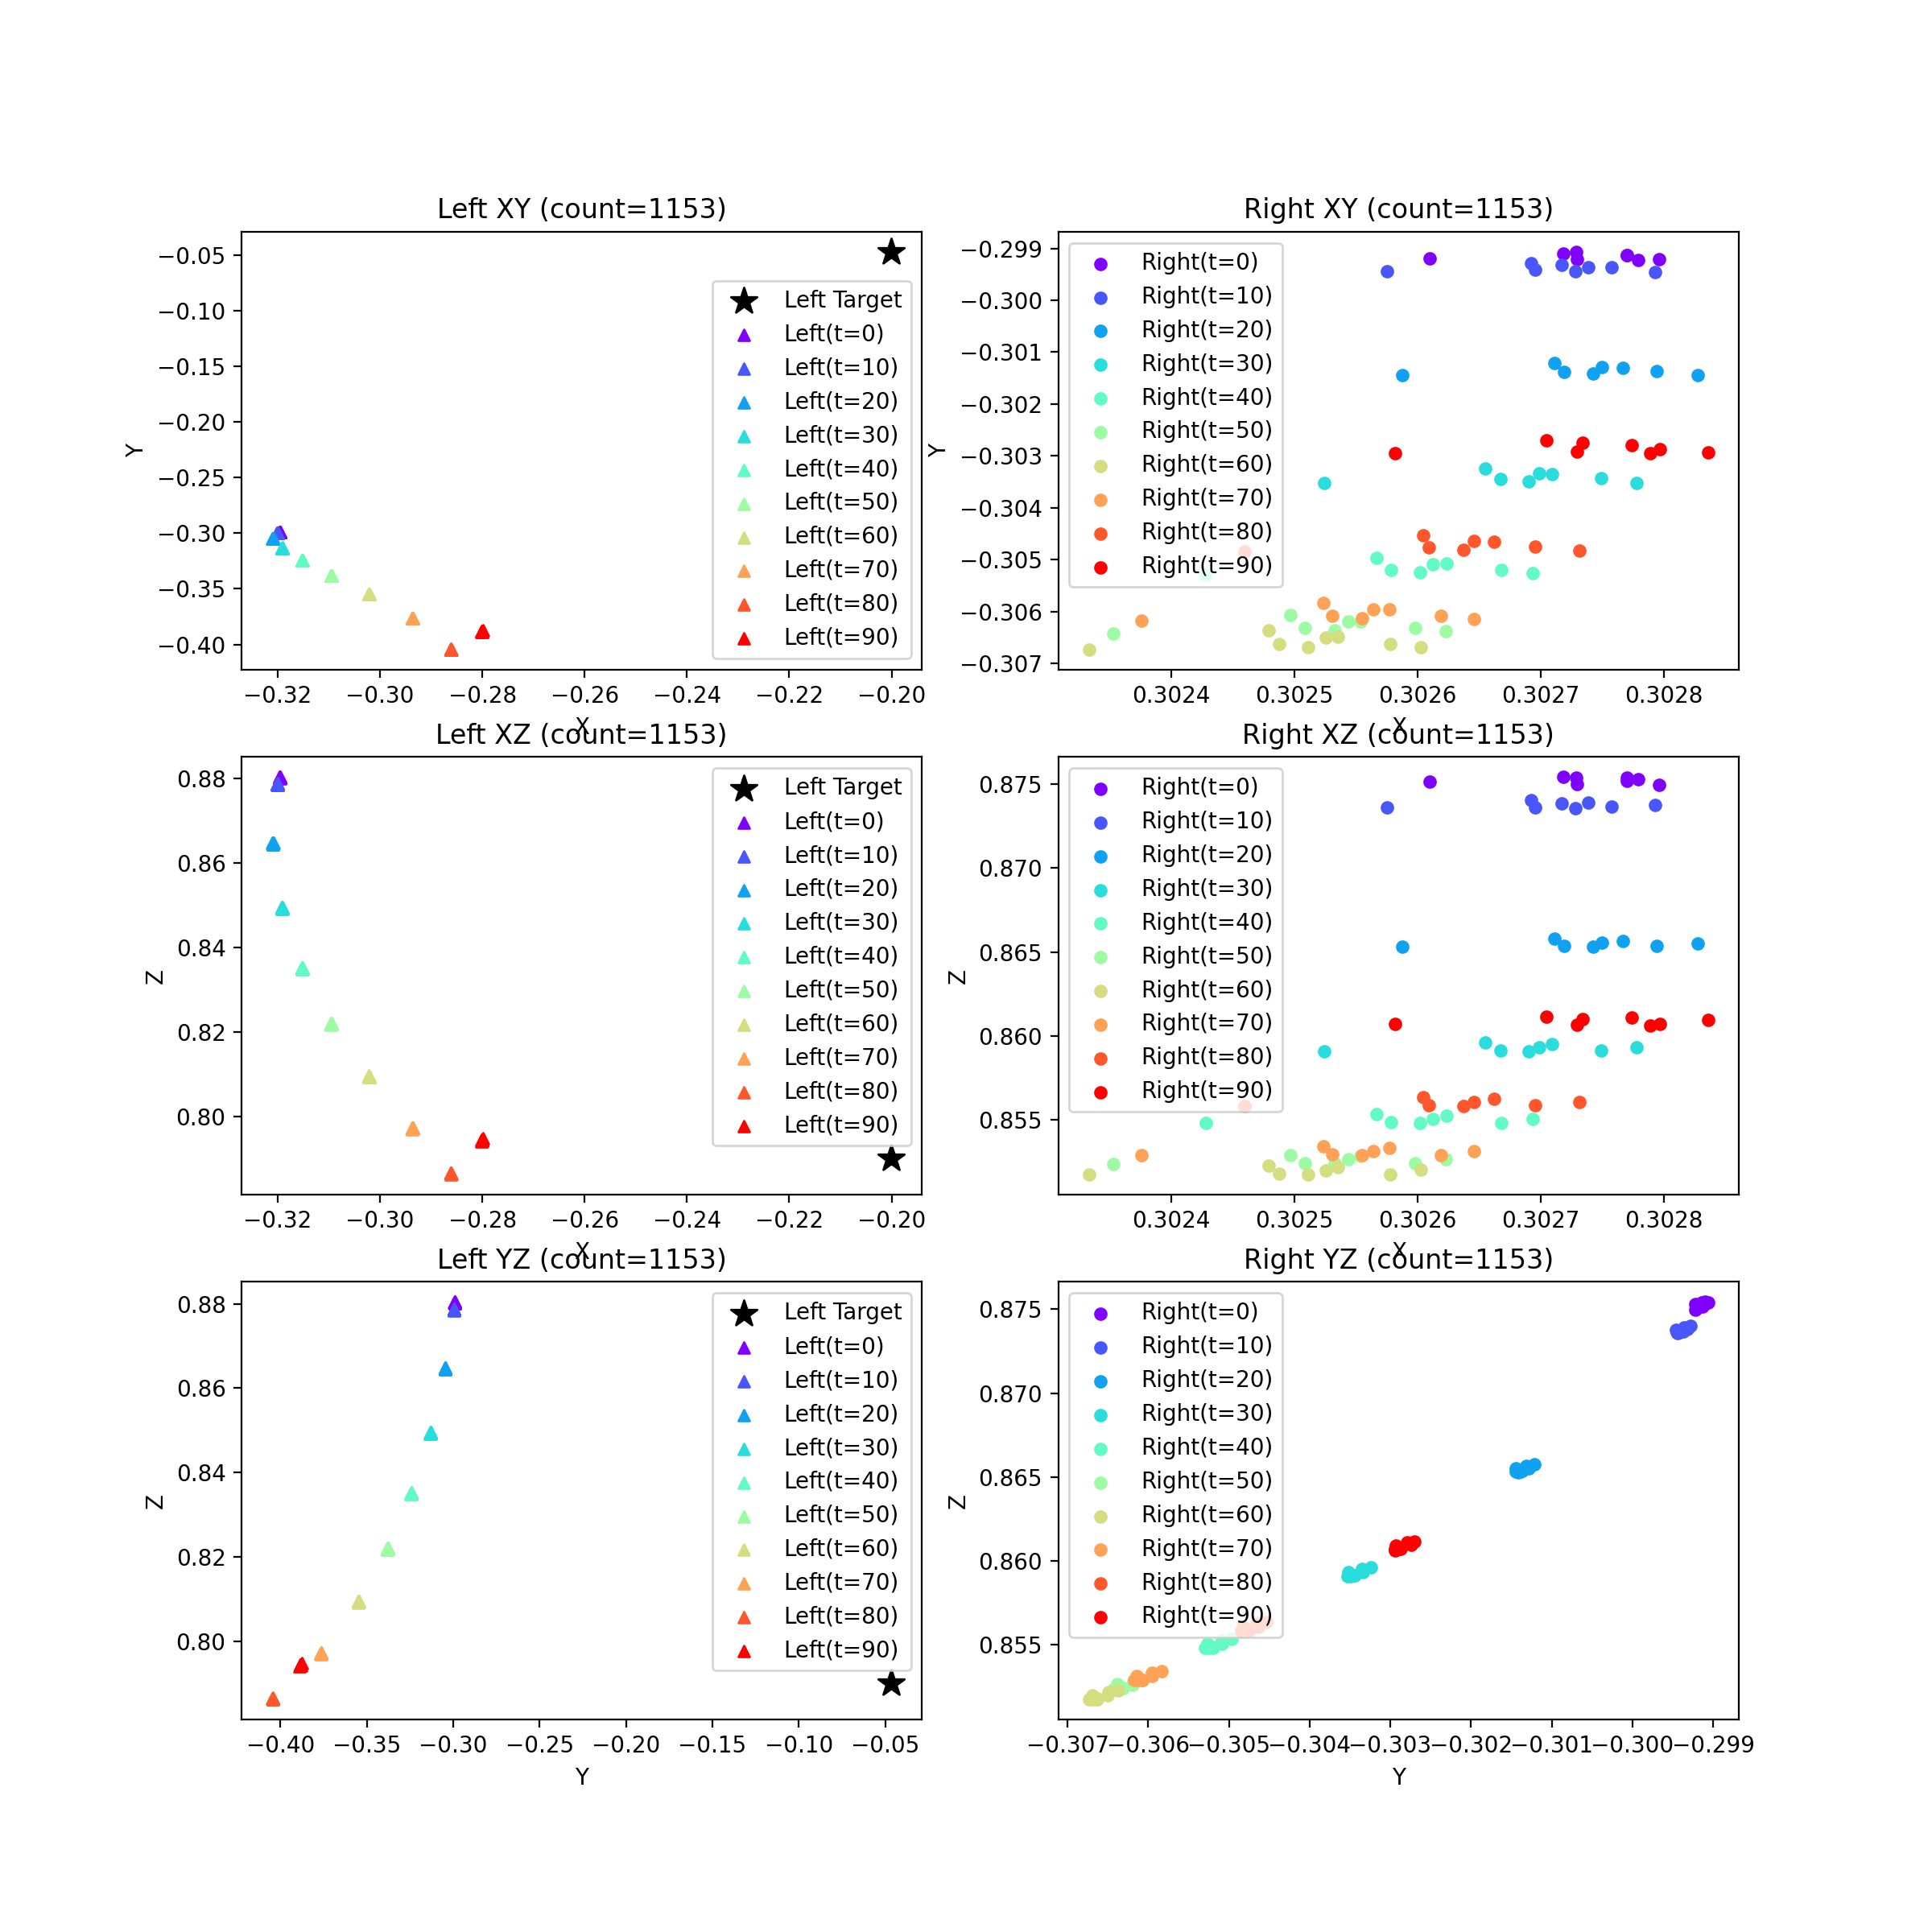 Left XY (count=1153)
−0.05
−0.10
−0.15
−0.20
−0.25
−0.30
−0.35
−0.40
Y
Left Target
Left(t=0)
Left(t=10)
Left(t=20)
Left(t=30)
Left(t=40)
Left(t=50)
Left(t=60)
Left(t=70)
Left(t=80)
Left(t=90)
−0.32 −0.30 −0.28 −0.26 −0.24 −0.22 −0.20
X
Right XY (count=1153)
−0.299
−0.300
−0.301
−0.302
−0.303
−0.304
−0.305
−0.306
−0.307
Y
Right(t=0)
Right(t=10)
Right(t=20)
Right(t=30)
Right(t=40)
Right(t=50)
Right(t=60)
Right(t=70)
Right(t=80)
Right(t=90)
0.3024 0.3025 0.3026 0.3027 0.3028
X
Left XZ (count=1153)
0.88
0.86
0.84
0.82
0.80
Z
Left Target
Left(t=0)
Left(t=10)
Left(t=20)
Left(t=30)
Left(t=40)
Left(t=50)
Left(t=60)
Left(t=70)
Left(t=80)
Left(t=90)
−0.32 −0.30 −0.28 −0.26 −0.24 −0.22 −0.20
X
Right XZ (count=1153)
0.875
0.870
0.865
0.860
0.855
Z
Right(t=0)
Right(t=10)
Right(t=20)
Right(t=30)
Right(t=40)
Right(t=50)
Right(t=60)
Right(t=70)
Right(t=80)
Right(t=90)
0.3024 0.3025 0.3026 0.3027 0.3028
X
Left YZ (count=1153)
0.88
0.86
0.84
0.82
0.80
Z
Left Target
Left(t=0)
Left(t=10)
Left(t=20)
Left(t=30)
Left(t=40)
Left(t=50)
Left(t=60)
Left(t=70)
Left(t=80)
Left(t=90)
−0.40 −0.35 −0.30 −0.25 −0.20 −0.15 −0.10 −0.05
Y
Right YZ (count=1153)
0.875
0.870
0.865
0.860
0.855
Z
Right(t=0)
Right(t=10)
Right(t=20)
Right(t=30)
Right(t=40)
Right(t=50)
Right(t=60)
Right(t=70)
Right(t=80)
Right(t=90)
−0.307 −0.306 −0.305 −0.304 −0.303 −0.302 −0.301 −0.300 −0.299
Y